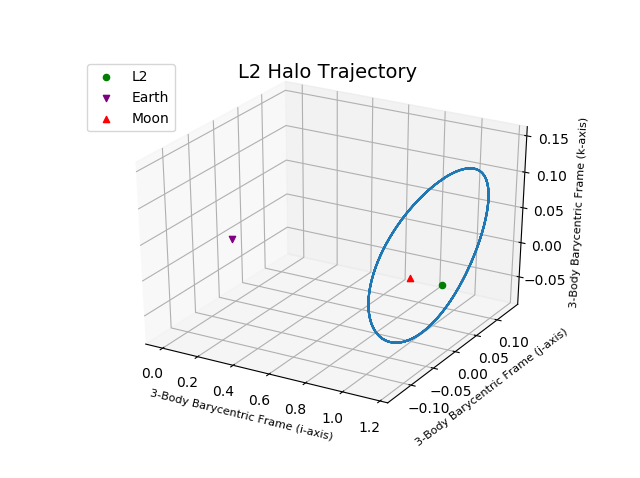 L2 Halo Trajectory
L2
Earth
Moon
0.15
0.10
0.05
0.00
−0.05
3-Body Barycentric Frame (k-axis)
0.10
0.05
0.00
−0.05
−0.10
3-Body Barycentric Frame (j-axis)
0.0
0.2
0.4
0.6
0.8
1.0
1.2
3-Body Barycentric Frame (i-axis)